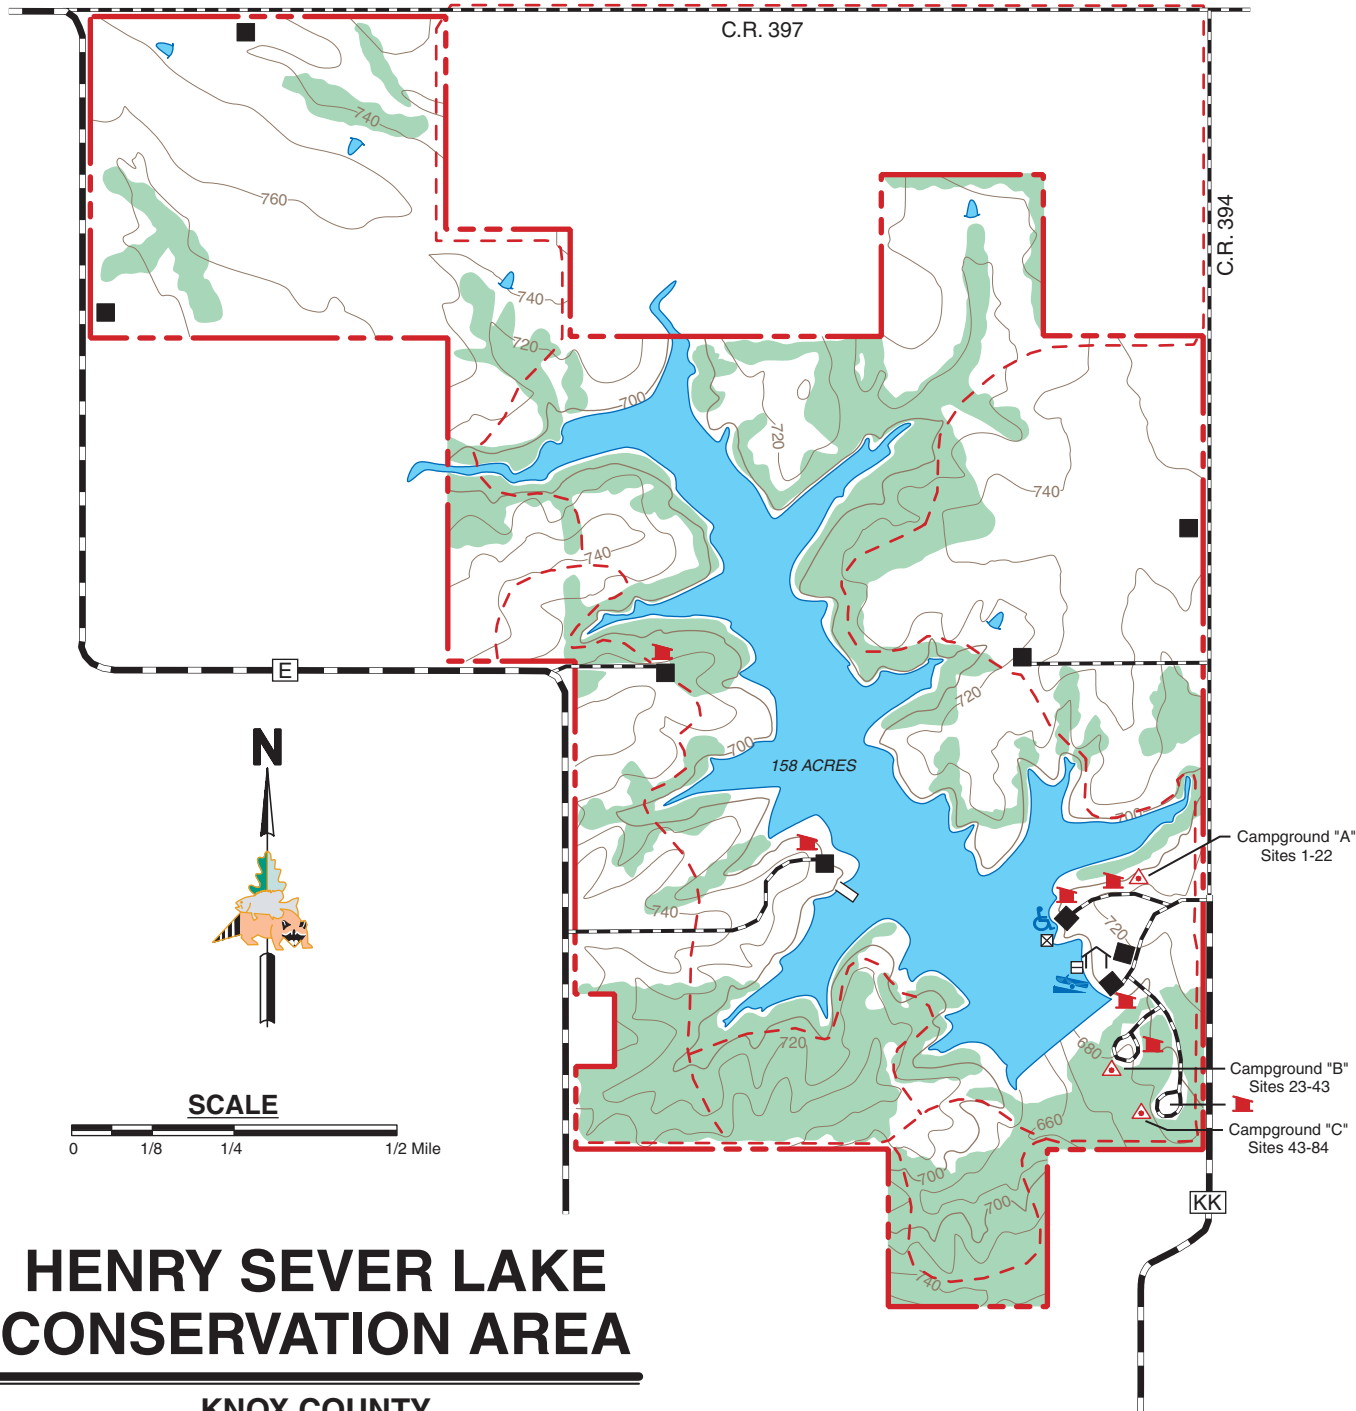 C.R. 397
740
760
C.R. 394
740
720
700
720
740
740
E
720
N
700
158 ACRES
700
Campground "A"
Sites 1-22
740
720
720
680
Campground "B"
Sites 23-43
SCALE
660
Campground "C"
Sites 43-84
0 1/8 1/4 1/2 Mile
700
700
KK
740
HENRY SEVER LAKE
CONSERVATION AREA
KNOX COUNTY